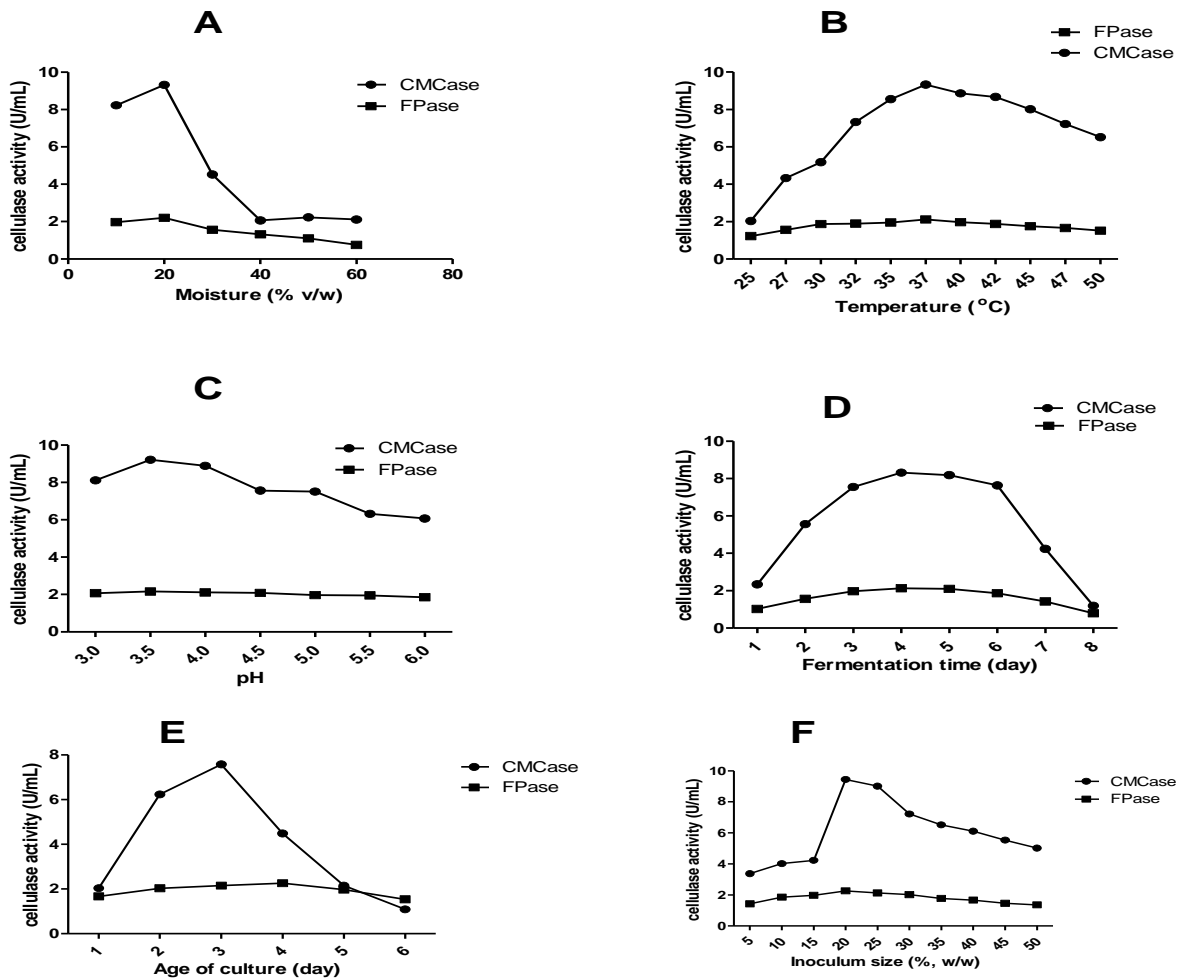 A
cellulase activity (U/mL)
10
8
6
4
2
0
0 20 40 60 80
Moisture (% v/w)
CMCase
FPase
B
cellulase activity (U/mL)
10
8
6
4
2
0
25 27 30 32 35 37 40 42 45 47 50
Temperature (°C)
FPase
CMCase
C
cellulase activity (U/mL)
10
8
6
4
2
0
3.0 3.5 4.0 4.5 5.0 5.5 6.0
pH
CMCase
FPase
D
cellulase activity (U/mL)
10
8
6
4
2
0
1 2 3 4 5 6 7 8
Fermentation time (day)
CMCase
FPase
E
cellulase activity (U/mL)
8
6
4
2
0
1 2 3 4 5 6
Age of culture (day)
CMCase
FPase
F
cellulase activity (U/mL)
10
8
6
4
2
0
5 10 15 20 25 30 35 40 45 50
Inoculum size (%, w/w)
CMCase
FPase